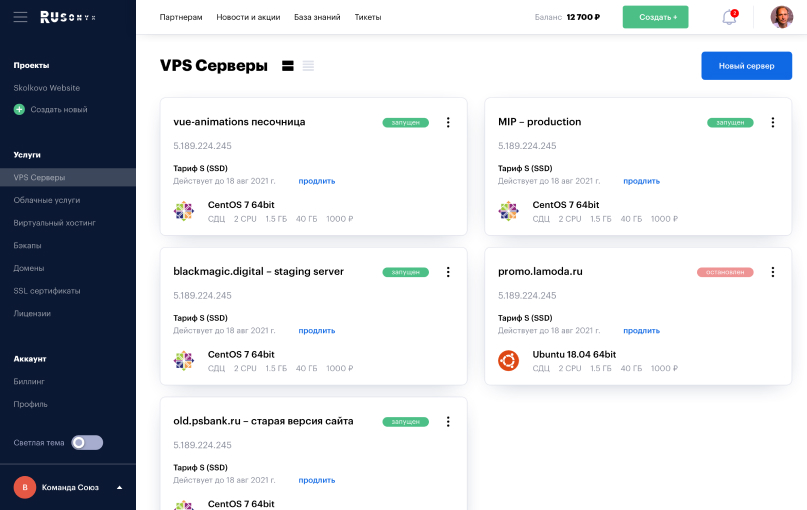 RUSONYX
Партнерам
Новости и акции
База знаний
Тикеты
Баланс 12 700 ₽
Создать +
2
Проекты
Skolkovo Website
Создать новый
Услуги
VPS Серверы
Облачные услуги
Виртуальный хостинг
Бэкапы
Домены
SSL сертификаты
Лицензии
Аккаунт
Биллинг
Профиль
Светлая тема
B Команда Союз
VPS Серверы
Новый сервер
vue-animations песочница
запущен
5.189.224.245
Тариф S (SSD)
Действует до 18 авг 2021 г. продлить
CentOS 7 64bit
СДЦ 2 CPU 1.5 ГБ 40 ГБ 1000 ₽
MIP – production
запущен
5.189.224.245
Тариф S (SSD)
Действует до 18 авг 2021 г. продлить
CentOS 7 64bit
СДЦ 2 CPU 1.5 ГБ 40 ГБ 1000 ₽
blackmagic.digital – staging server
запущен
5.189.224.245
Тариф S (SSD)
Действует до 18 авг 2021 г. продлить
CentOS 7 64bit
СДЦ 2 CPU 1.5 ГБ 40 ГБ 1000 ₽
promo.lamoda.ru
остановлен
5.189.224.245
Тариф S (SSD)
Действует до 18 авг 2021 г. продлить
Ubuntu 18.04 64bit
СДЦ 2 CPU 1.5 ГБ 40 ГБ 1000 ₽
old.psbank.ru – старая версия сайта
запущен
5.189.224.245
Тариф S (SSD)
Действует до 18 авг 2021 г. продлить
CentOS 7 64bit